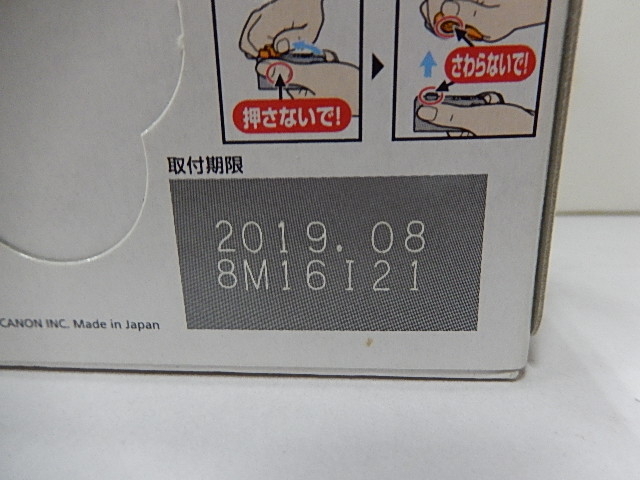 押さないで!
さわらないで!
取付期限
2019.08
8M16I21
CANON INC. Made in Japan